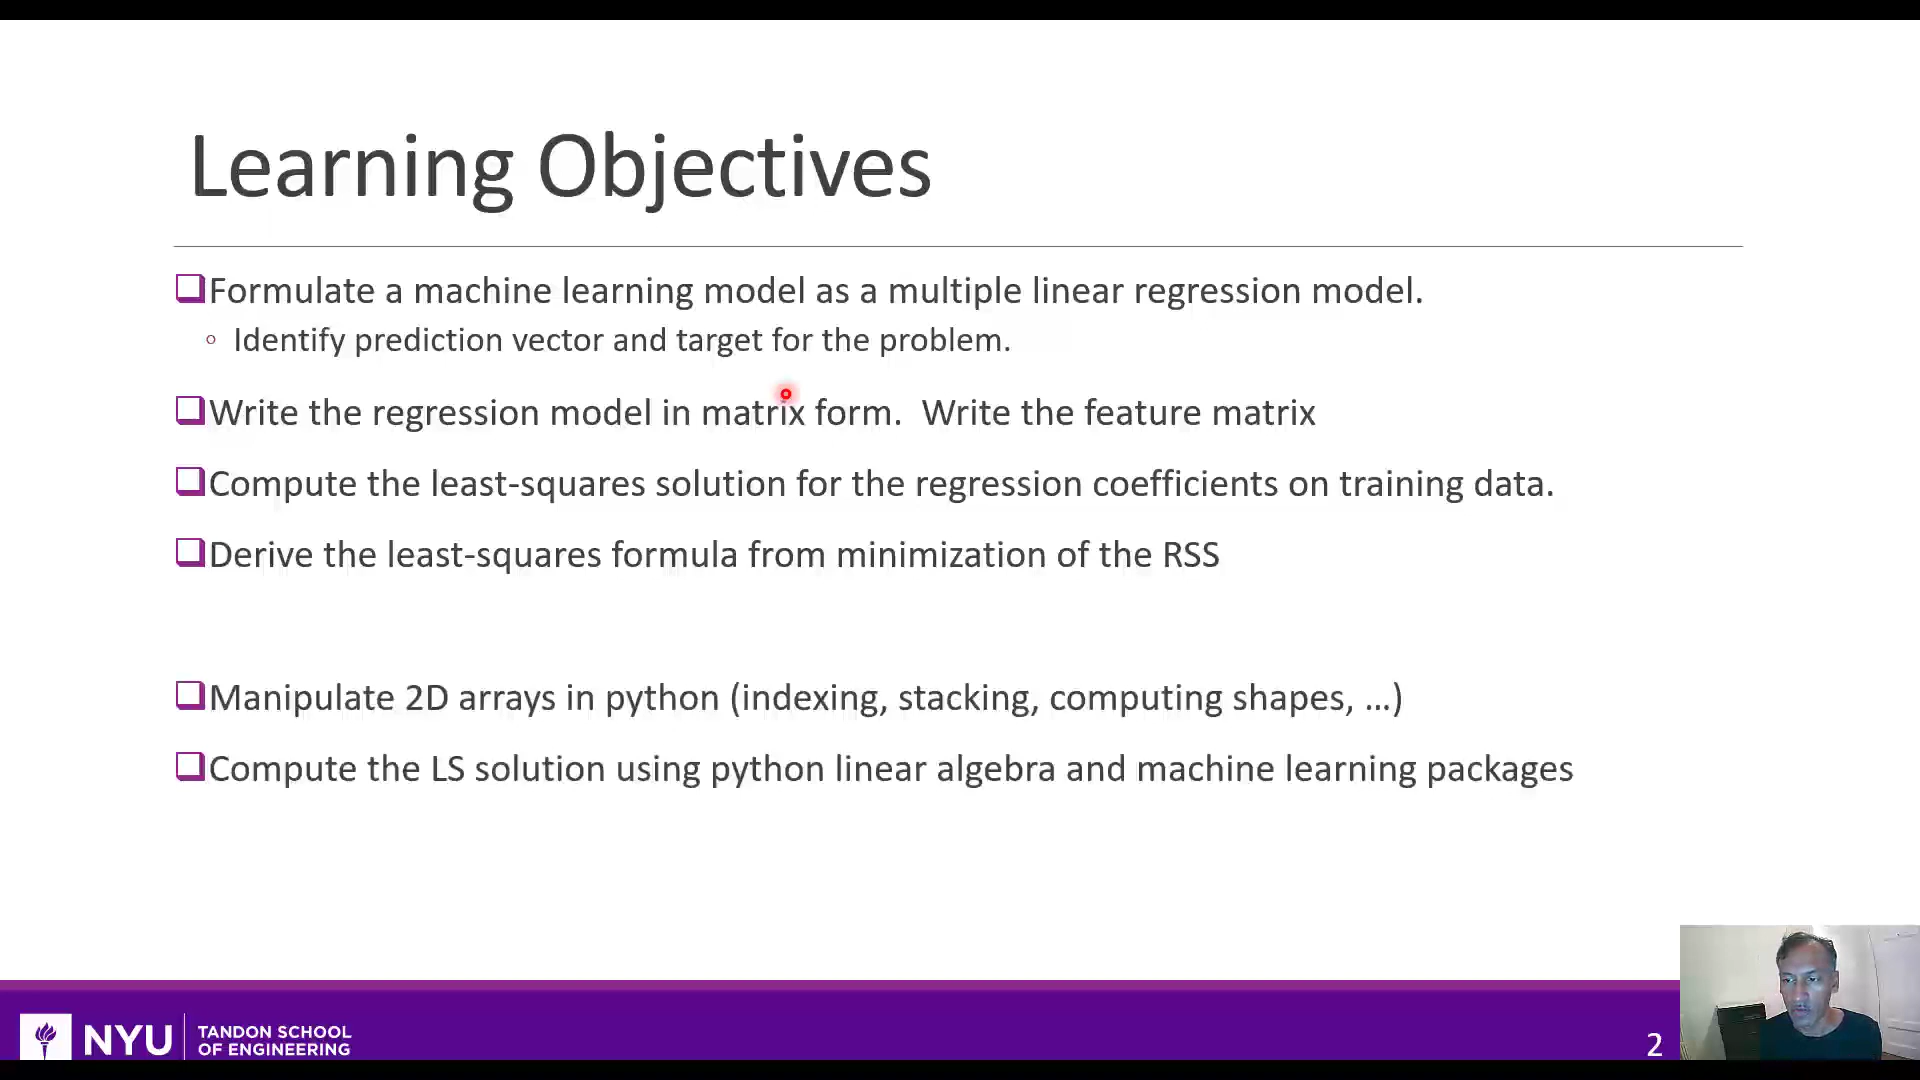 Learning Objectives
Formulate a machine learning model as a multiple linear regression model.
Identify prediction vector and target for the problem.
Write the regression model in matrix form. Write the feature matrix
Compute the least-squares solution for the regression coefficients on training data.
Derive the least-squares formula from minimization of the RSS
Manipulate 2D arrays in python (indexing, stacking, computing shapes, …)
Compute the LS solution using python linear algebra and machine learning packages
NYU
TANDON SCHOOL
OF ENGINEERING
2